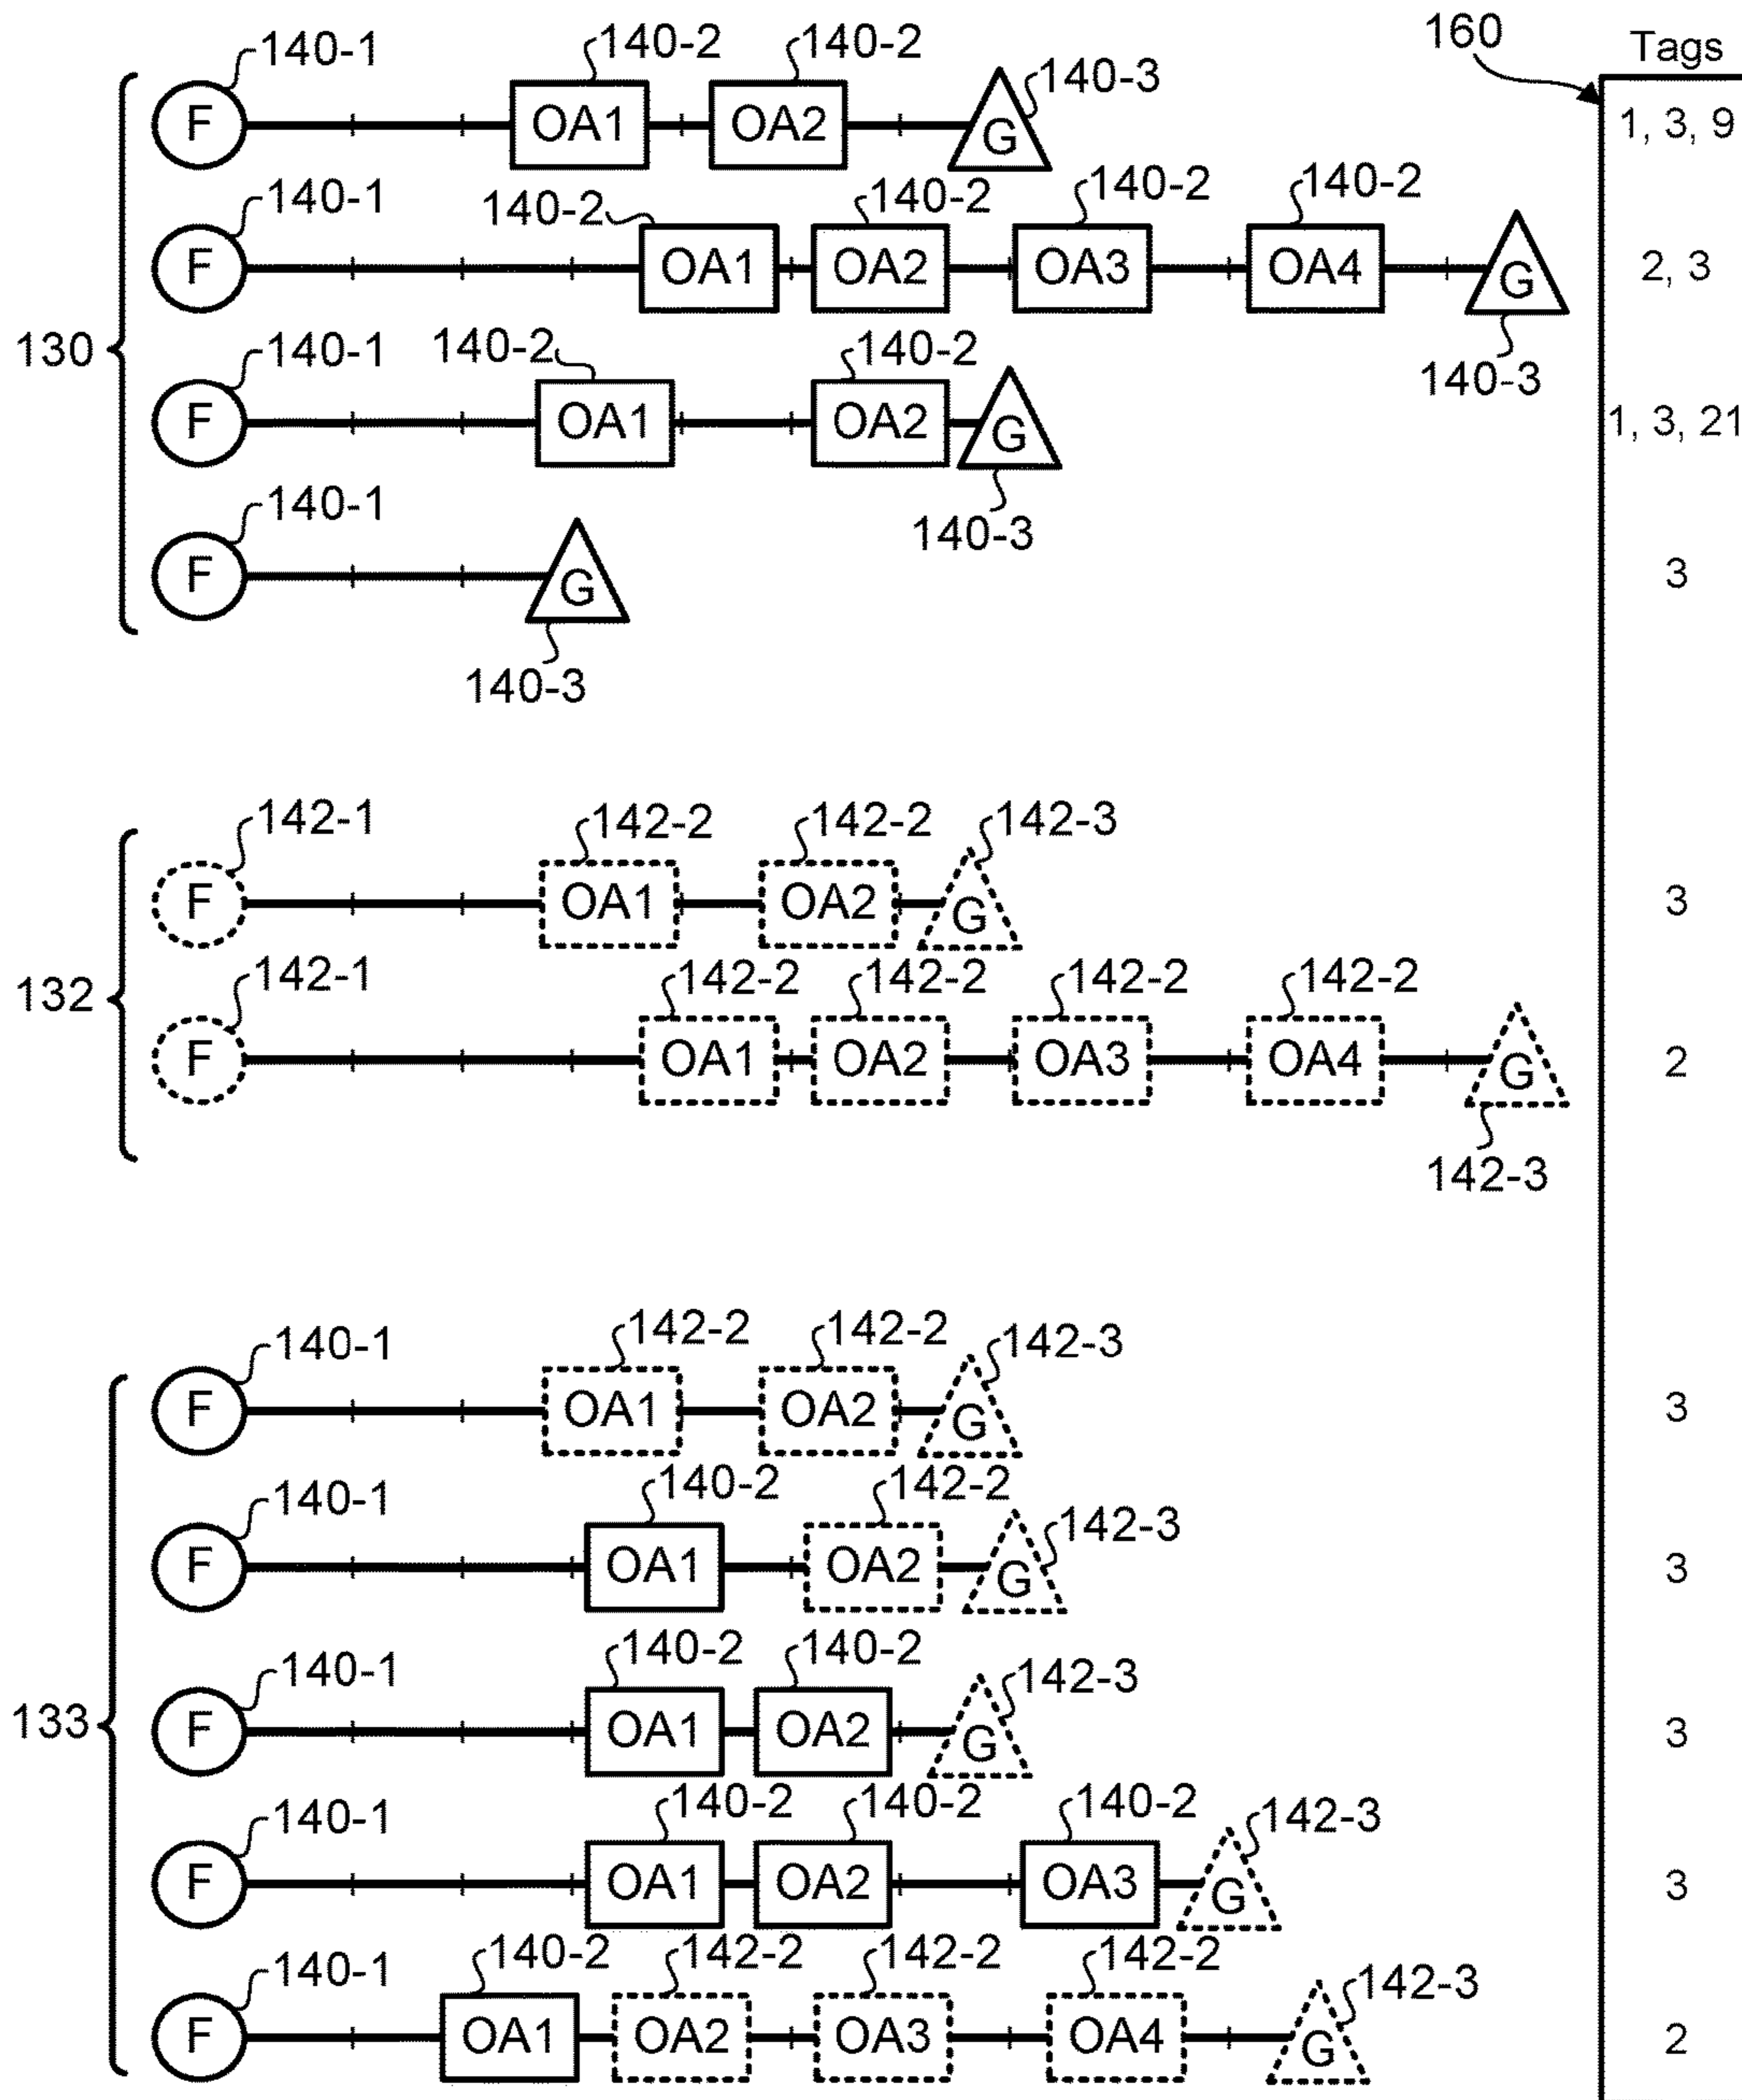 140-1 140-2 140-2 140-3 160 Tags
F OA1 OA2 G 1, 3, 9
140-1 140-2 140-2 140-2 140-2
F OA1 OA2 OA3 OA4 G 2, 3
130
140-3
140-1 140-2 140-2
F OA1 OA2 G 1, 3, 21
140-3
140-1
F G 3
140-3
142-1 142-2 142-2 142-3
F OA1 OA2 G 3
132
142-1 142-2 142-2 142-2 142-2
F OA1 OA2 OA3 OA4 G 2
142-3
140-1 142-2 142-2 142-3
F OA1 OA2 G 3
140-1 140-2 142-2 142-3
F OA1 OA2 G 3
140-1 140-2 140-2 142-3
133
F OA1 OA2 G 3
140-1 140-2 140-2 140-2 142-3
F OA1 OA2 OA3 G 3
140-1 140-2 142-2 142-2 142-2 142-3
F OA1 OA2 OA3 OA4 G 2